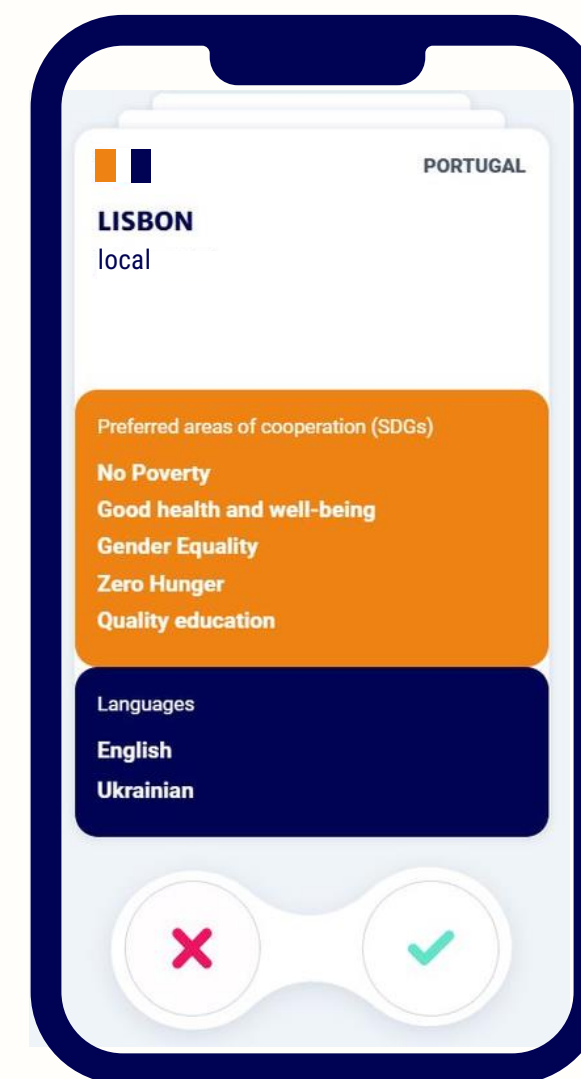 PORTUGAL
LISBON
local
Preferred areas of cooperation (SDGs)
No Poverty
Good health and well-being
Gender Equality
Zero Hunger
Quality education
Languages
English
Ukrainian